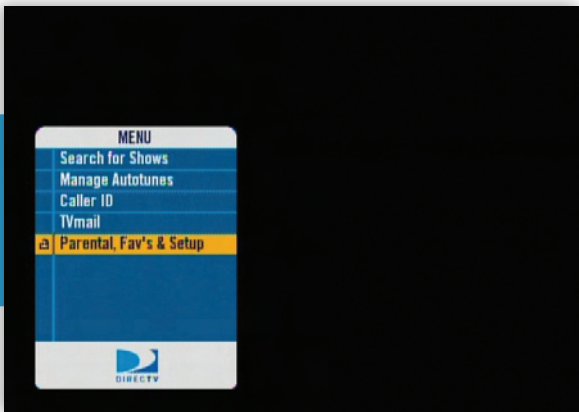 MENU
Search for Shows
Manage Autotunes
Caller ID
TVmail
a Parental, Fav's & Setup
DIRECTV